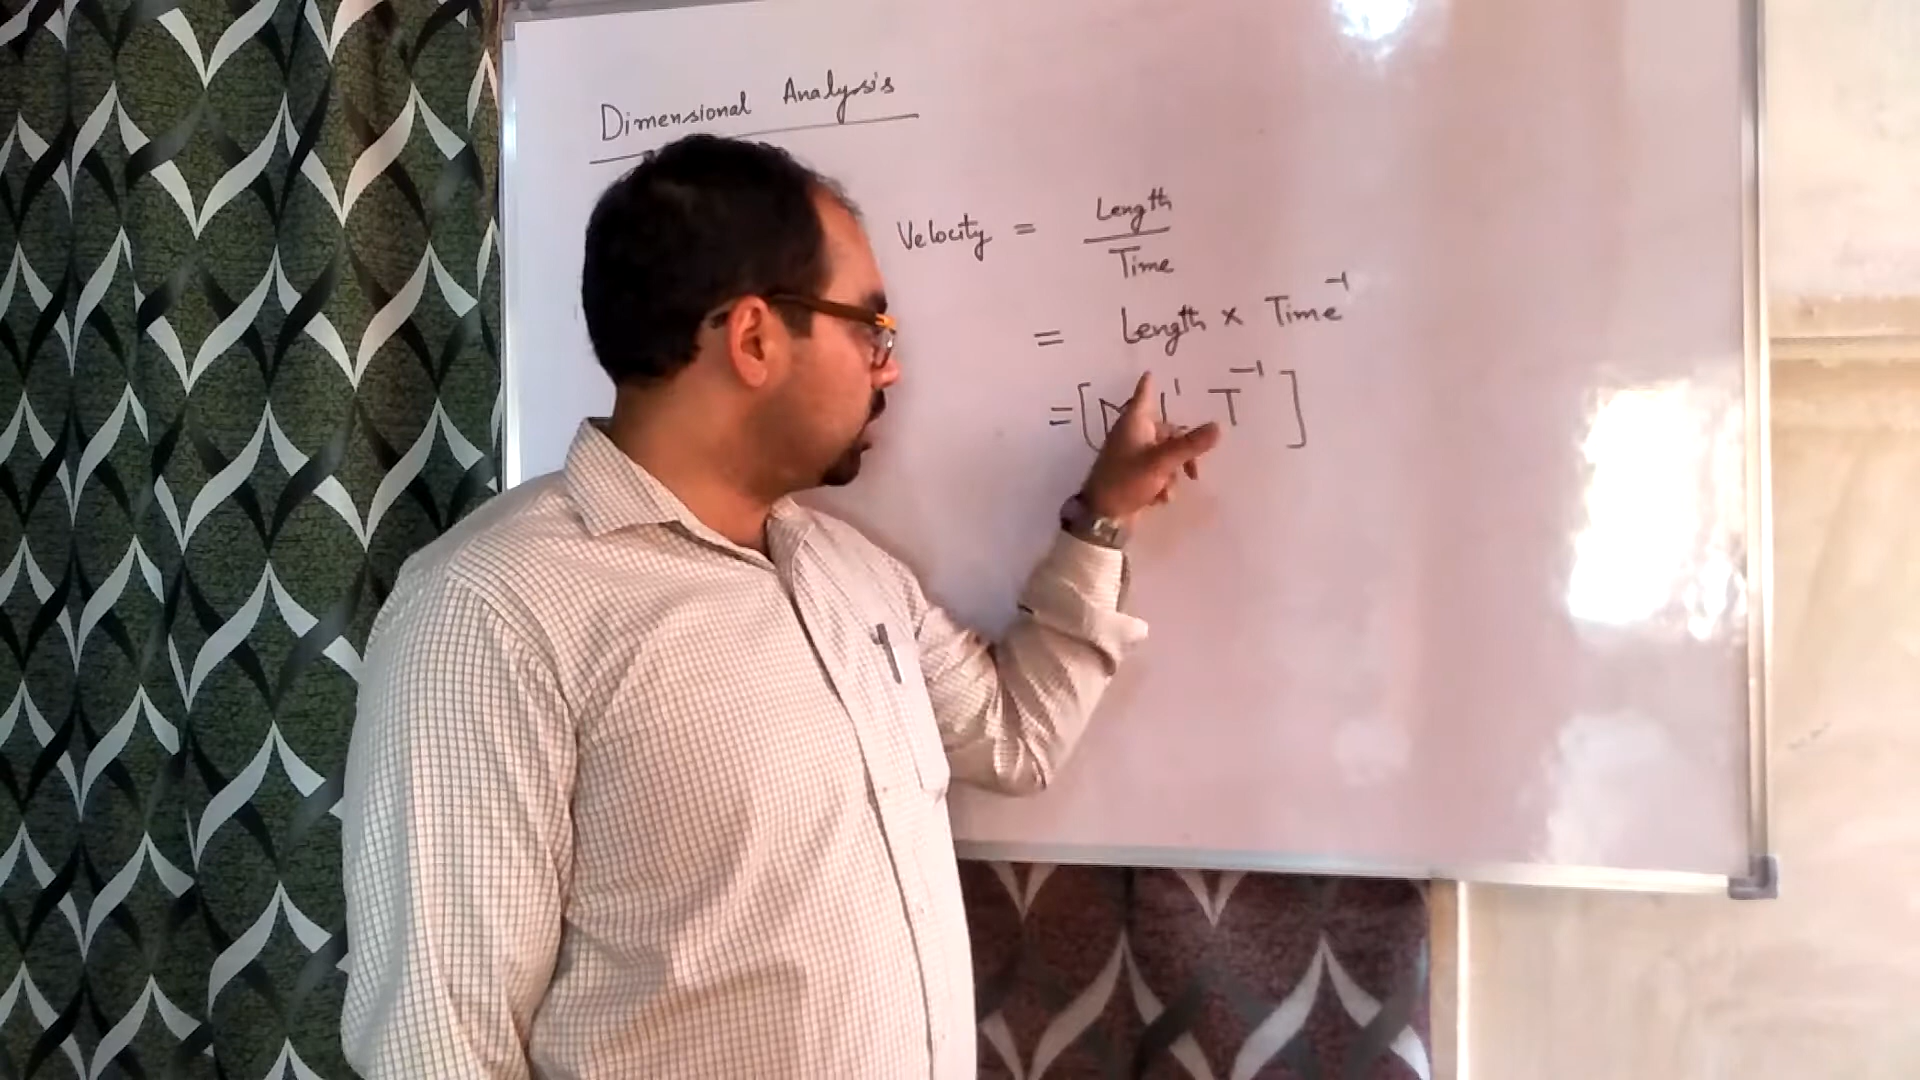 Dimensional Analysis
Velocity = Length / Time
= Length x Time⁻¹
= [M L¹ T⁻¹]